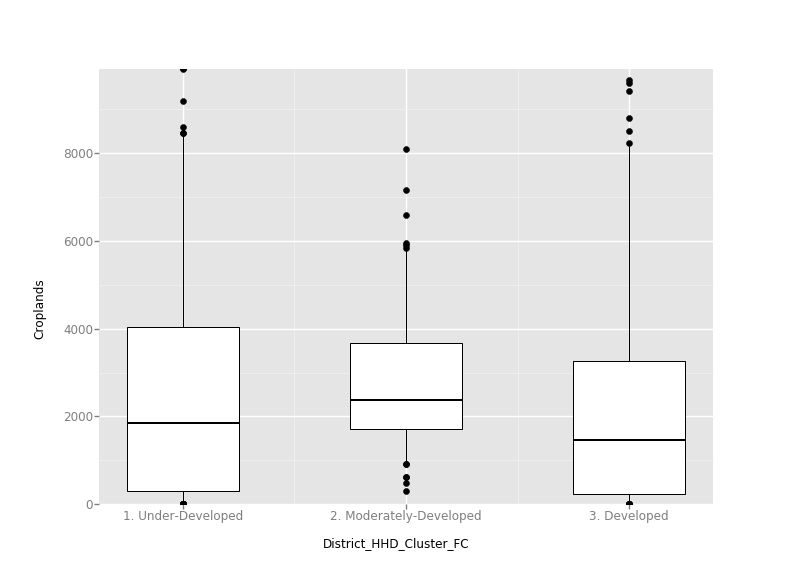 8000
6000
4000
2000
0
Croplands
1. Under-Developed
2. Moderately-Developed
3. Developed
District_HHD_Cluster_FC